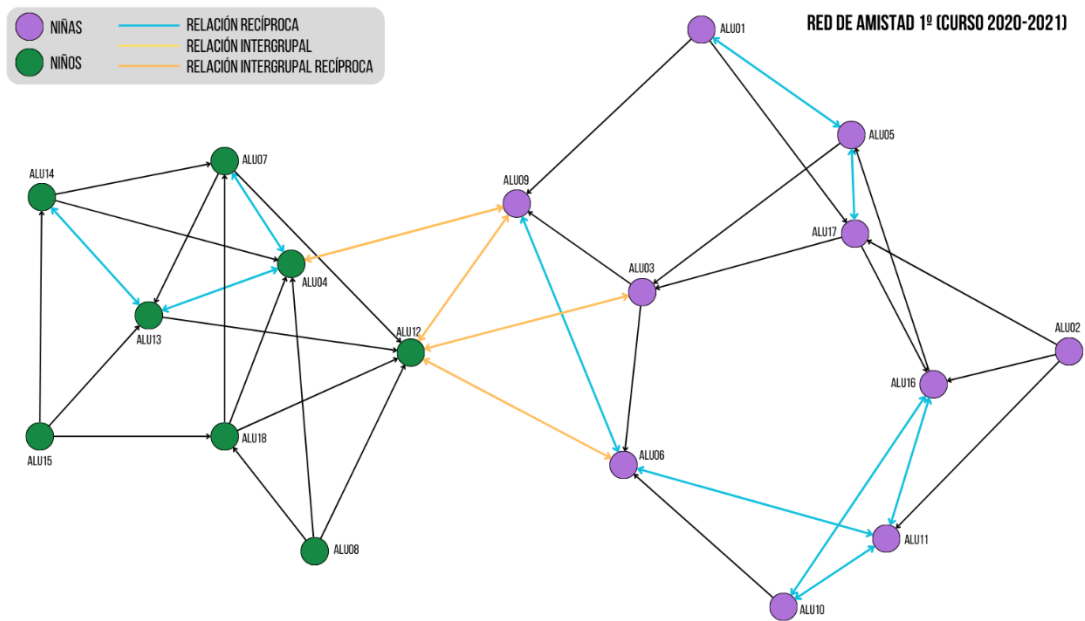 NIÑAS
NIÑOS
RELACIÓN RECÍPROCA
RELACIÓN INTERGRUPAL
RELACIÓN INTERGRUPAL RECÍPROCA
RED DE AMISTAD 1º (CURSO 2020-2021)
ALU01
ALU05
ALU07
ALU14
ALU09
ALU17
ALU03
ALU04
ALU12
ALU02
ALU13
ALU16
ALU18
ALU15
ALU06
ALU11
ALU08
ALU10